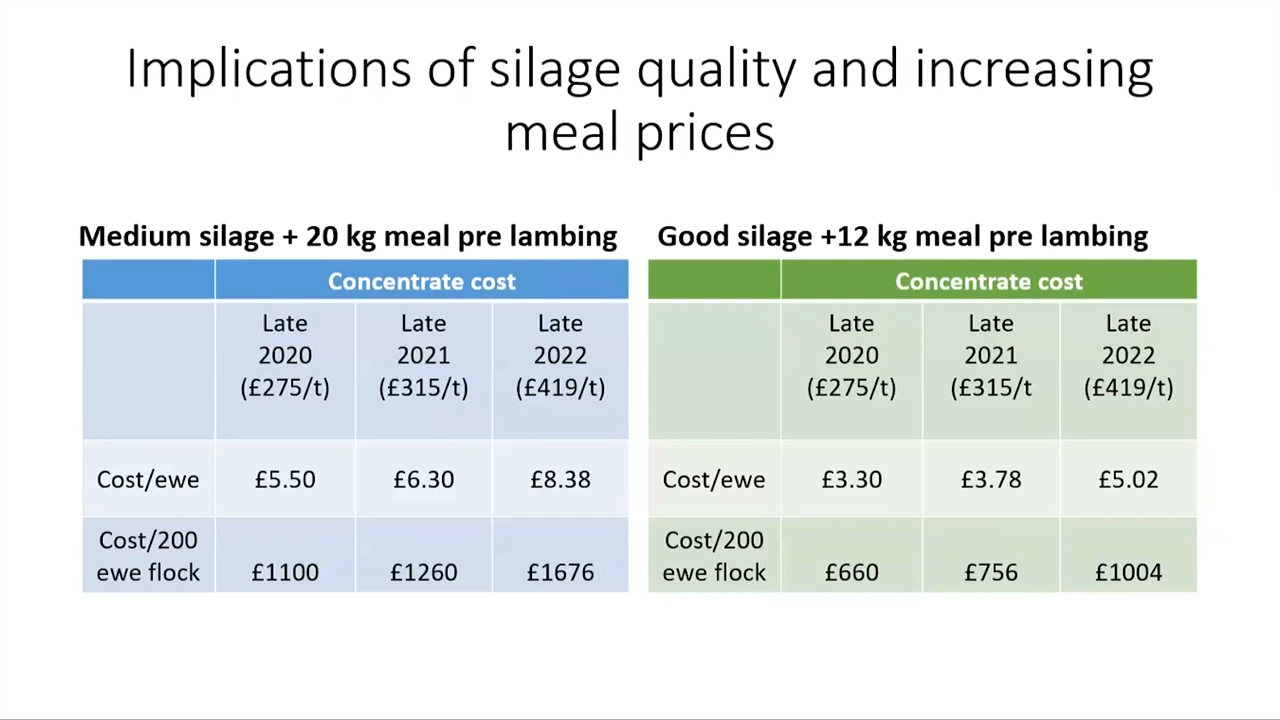 Implications of silage quality and increasing
meal prices
Medium silage + 20 kg meal pre lambing
Concentrate cost
Late
2020
(£275/t)
Late
2021
(£315/t)
Late
2022
(£419/t)
Cost/ewe
£5.50
£6.30
£8.38
Cost/200
ewe flock
£1100
£1260
£1676
Good silage +12 kg meal pre lambing
Concentrate cost
Late
2020
(£275/t)
Late
2021
(£315/t
Late
2022
(£419/t)
Cost/ewe
£3.30
£3.78
£5.02
Cost/200
ewe flock
£660
£756
£1004